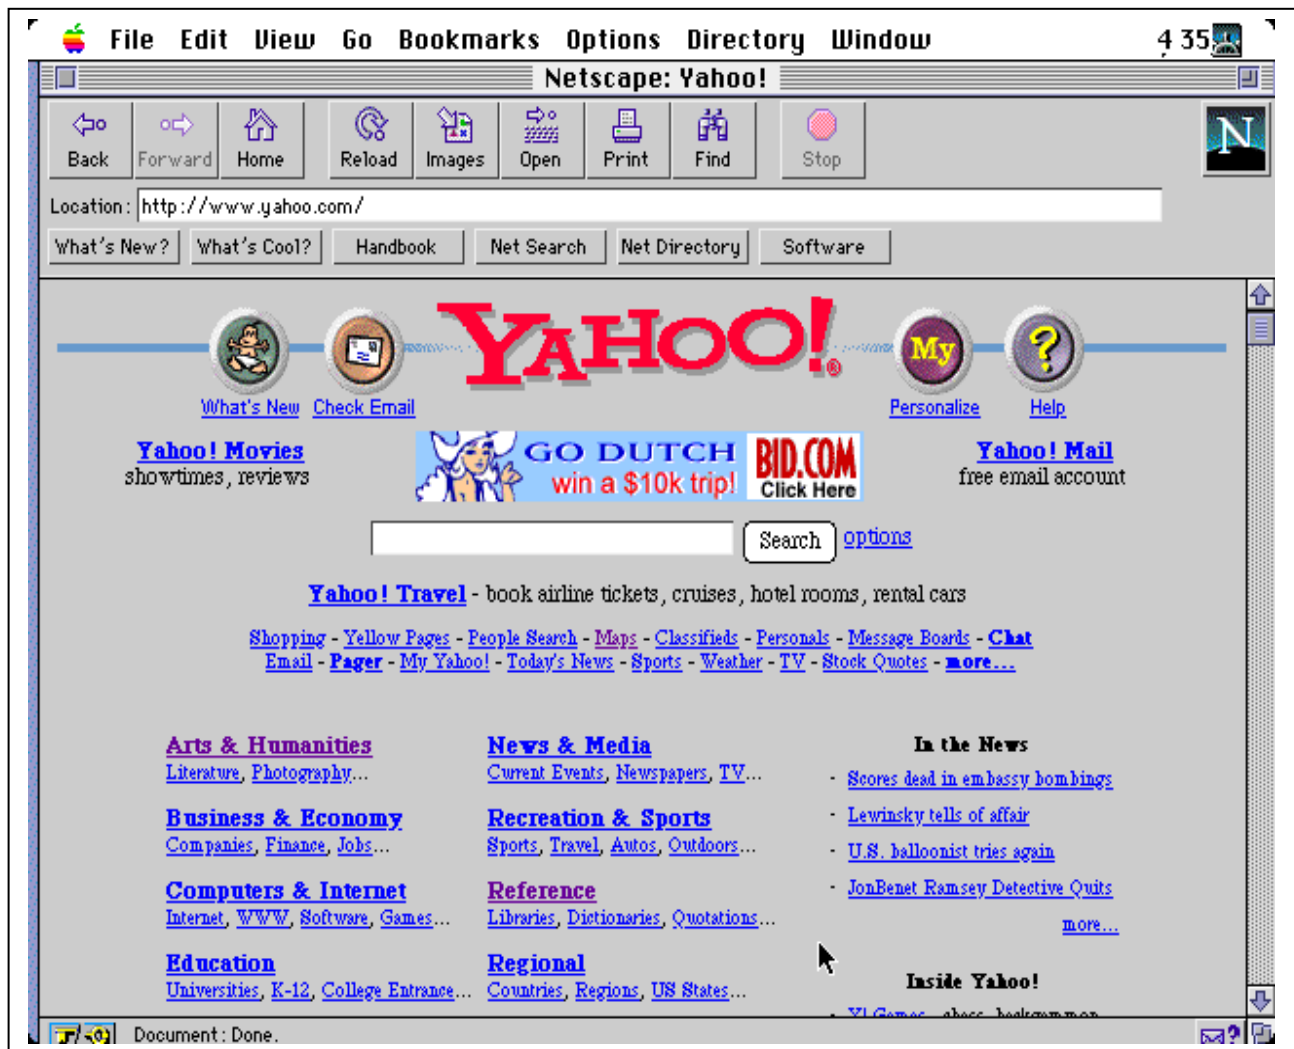 File Edit View Go Bookmarks Options Directory Window 4:35
Netscape: Yahoo!
Back Forward Home Reload Images Open Print Find Stop
N
Location: http://www.yahoo.com/
What's New? What's Cool? Handbook Net Search Net Directory Software
YAHOO!®
My ?
What's New Check Email Personalize Help
Yahoo! Movies
showtimes, reviews
GO DUTCH
win a $10k trip!
BID.COM
Click Here
Yahoo! Mail
free email account
Search options
Yahoo! Travel - book airline tickets, cruises, hotel rooms, rental cars
Shopping - Yellow Pages - People Search - Maps - Classifieds - Personals - Message Boards - Chat
Email - Pager - My Yahoo! - Today's News - Sports - Weather - TV - Stock Quotes - more...
Arts & Humanities
Literature, Photography...
Business & Economy
Companies, Finance, Jobs...
Computers & Internet
Internet, WWW, Software, Games...
Education
Universities, K-12, College Entrance...
News & Media
Current Events, Newspapers, TV...
Recreation & Sports
Sports, Travel, Autos, Outdoors...
Reference
Libraries, Dictionaries, Quotations...
Regional
Countries, Regions, US States...
In the News
- Scores dead in embassy bombings
- Lewinsky tells of affair
- U.S. balloonist tries again
- JonBenet Ramsey Detective Quits
more...
Inside Yahoo!
- Y! Games - chess, backgammon
Document: Done.
?